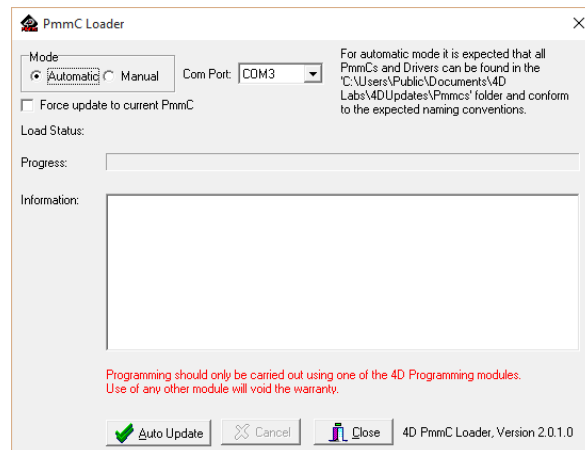 PmmC Loader
Mode
Automatic
Manual
Com Port:
COM3
For automatic mode it is expected that all
PmmCs and Drivers can be found in the
'C:\Users\Public\Documents\4D
Labs\4DUpdates\Pmmcs' folder and conform
to the expected naming conventions.
Force update to current PmmC
Load Status:
Progress:
Information:
Programming should only be carried out using one of the 4D Programming modules.
Use of any other module will void the warranty.
Auto Update
Cancel
Close
4D PmmC Loader, Version 2.0.1.0